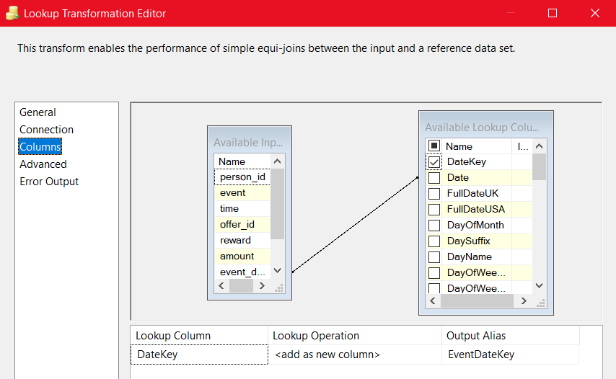 Lookup Transformation Editor
This transform enables the performance of simple equi-joins between the input and a reference data set.
General
Connection
Columns
Advanced
Error Output
Available Inp...
Name
person_id
event
time
offer_id
reward
amount
event_d...
Available Lookup Colu...
Name I...
DateKey
Date
FullDateUK
FullDateUSA
DayOfMonth
DaySuffix
DayName
DayOfWee...
DayOfWee...
Lookup Column Lookup Operation Output Alias
DateKey <add as new column> EventDateKey